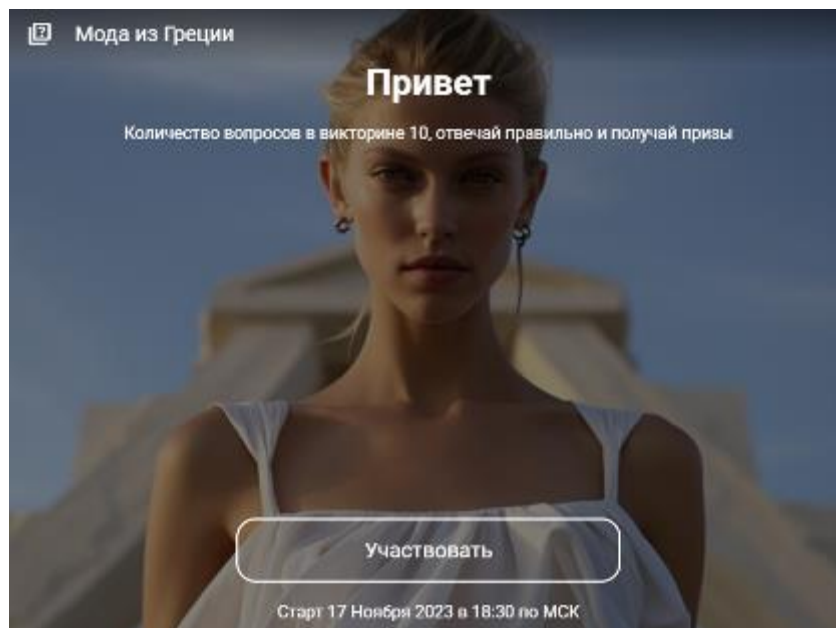 Мода из Греции
Привет
Количество вопросов в викторине 10, отвечай правильно и получай призы
Участвовать
Старт 17 Ноября 2023 в 18:30 по МСК